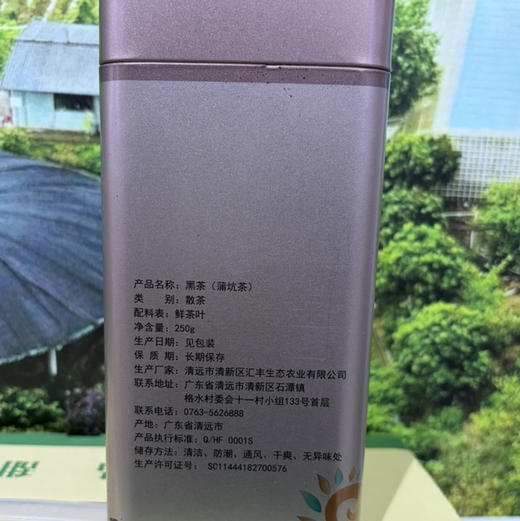 产品名称：黑茶（蒲坑茶）
类　别：散茶
配料表：鲜茶叶
净含量：250g
生产日期：见包装
保 质 期：长期保存
生产厂家：清远市清新区汇丰生态农业有限公司
联系地址：广东省清远市清新区石潭镇
格水村委会十一村小组133号首层
联系电话：0763-5626888
产地：广东省清远市
产品执行标准：Q/HF 0001S
储存方法：清洁、防潮、通风、干爽、无异味处
生产许可证号： SC11444182700576